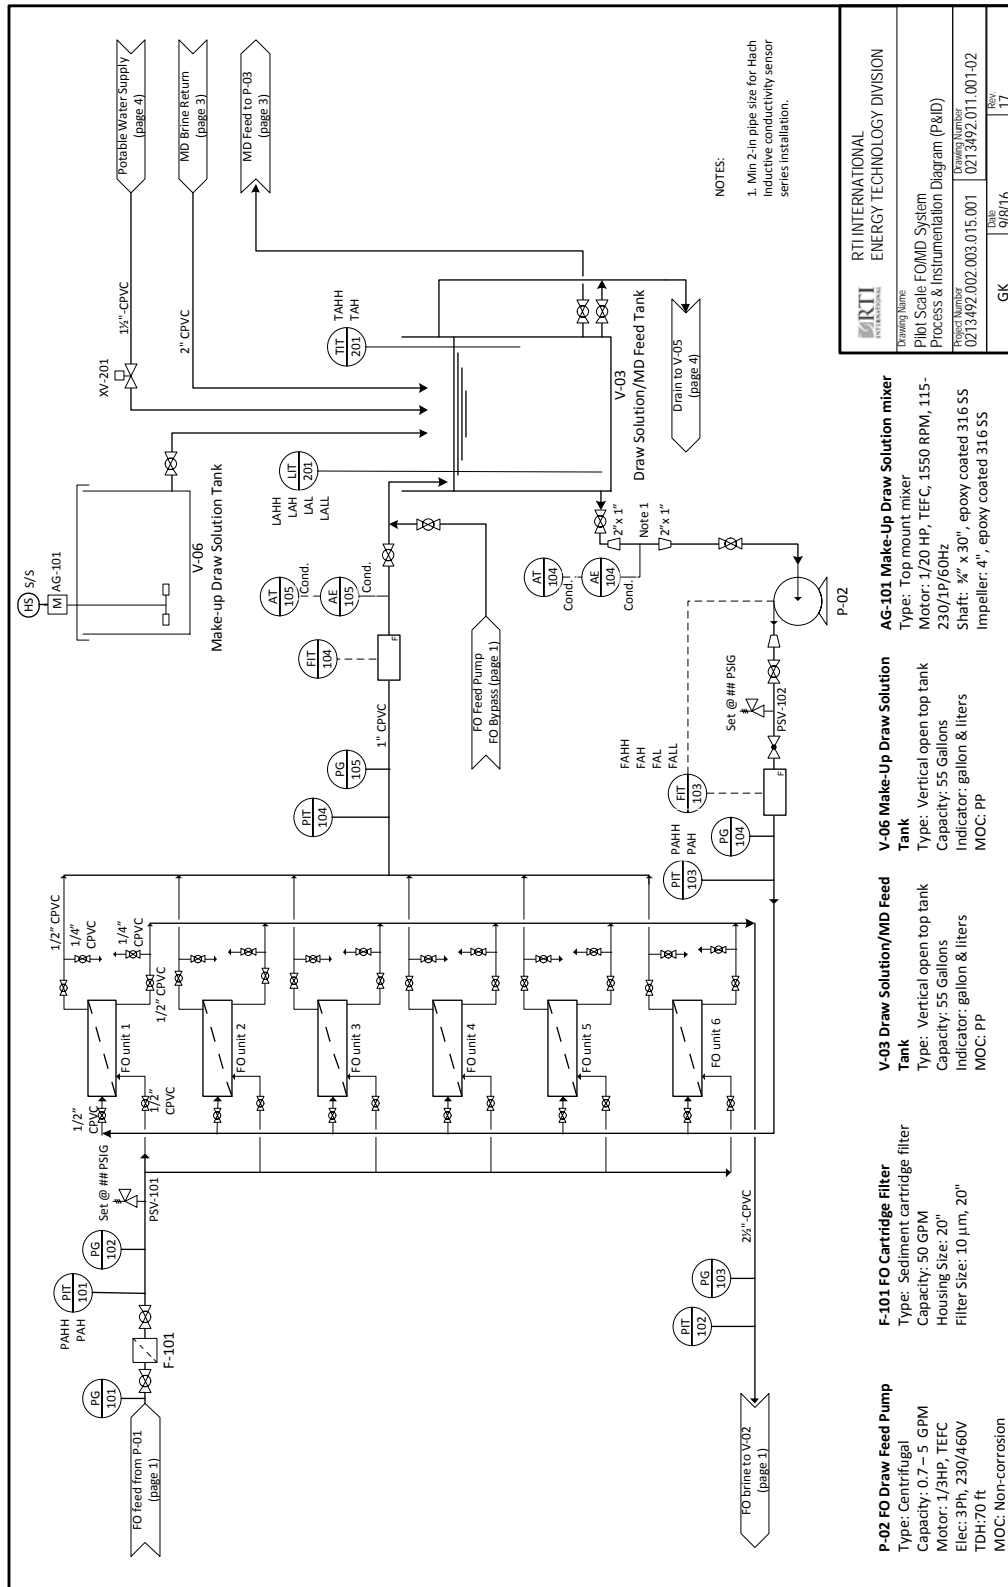 FO feed from P-01
(page 1)
PG
101
F-101
PAHH
PAH
PIT
101
PG
102
Set @ ## PSIG
PSV-101
1/2"
CPVC
1/2"
CPVC
FO unit 1
FO unit 2
FO unit 3
FO unit 4
FO unit 5
FO unit 6
1/2" CPVC
1/4"
CPVC
1/4"
CPVC
1/2" CPVC
PIT
104
PG
105
1" CPVC
FIT
104
F
AT
105
Cond.
AE
105
Cond.
FO Feed Pump
FO Bypass (page 1)
HS
S/S
M
AG-101
V-06
Make-up Draw Solution Tank
XV-201
1½"-CPVC
2" CPVC
Potable Water Supply
(page 4)
MD Brine Return
(page 3)
MD Feed to P-03
(page 3)
LAHH
LAH
LAL
LALL
LIT
201
TIT
201
TAHH
TAH
V-03
Draw Solution/MD Feed Tank
Drain to V-05
(page 4)
AT
104
Cond.
AE
104
Cond.
2"x 1"
Note 1
2"x 1"
P-02
Set @ ## PSIG
PSV-102
FAHH
FAH
FAL
FALL
FIT
103
F
PG
104
PAHH
PAH
PIT
103
2½"-CPVC
PG
103
PIT
102
FO brine to V-02
(page 1)
NOTES:
1. Min 2-in pipe size for Hach
Inductive conductivity sensor
series installation.
P-02 FO Draw Feed Pump
Type: Centrifugal
Capacity: 0.7 – 5 GPM
Motor: 1/3HP, TEFC
Elec: 3Ph, 230/460V
TDH:70 ft
MOC: Non-corrosion
F-101 FO Cartridge Filter
Type: Sediment cartridge filter
Capacity: 50 GPM
Housing Size: 20"
Filter Size: 10 µm, 20"
V-03 Draw Solution/MD Feed
Tank
Type: Vertical open top tank
Capacity: 55 Gallons
Indicator: gallon & liters
MOC: PP
V-06 Make-Up Draw Solution
Tank
Type: Vertical open top tank
Capacity: 55 Gallons
Indicator: gallon & liters
MOC: PP
AG-101 Make-Up Draw Solution mixer
Type: Top mount mixer
Motor: 1/20 HP, TEFC, 1550 RPM, 115-
230/1P/60Hz
Shaft: ¾" x 30", epoxy coated 316 SS
Impeller: 4", epoxy coated 316 SS
RTI
INTERNATIONAL
RTI INTERNATIONAL
ENERGY TECHNOLOGY DIVISION
Drawing Name
Pilot Scale FO/MD System
Process & Instrumentation Diagram (P&ID)
Project Number
0213492.002.003.015.001
Drawing Number
0213492.011.001-02
GK
Date
9/8/16
Rev.
17